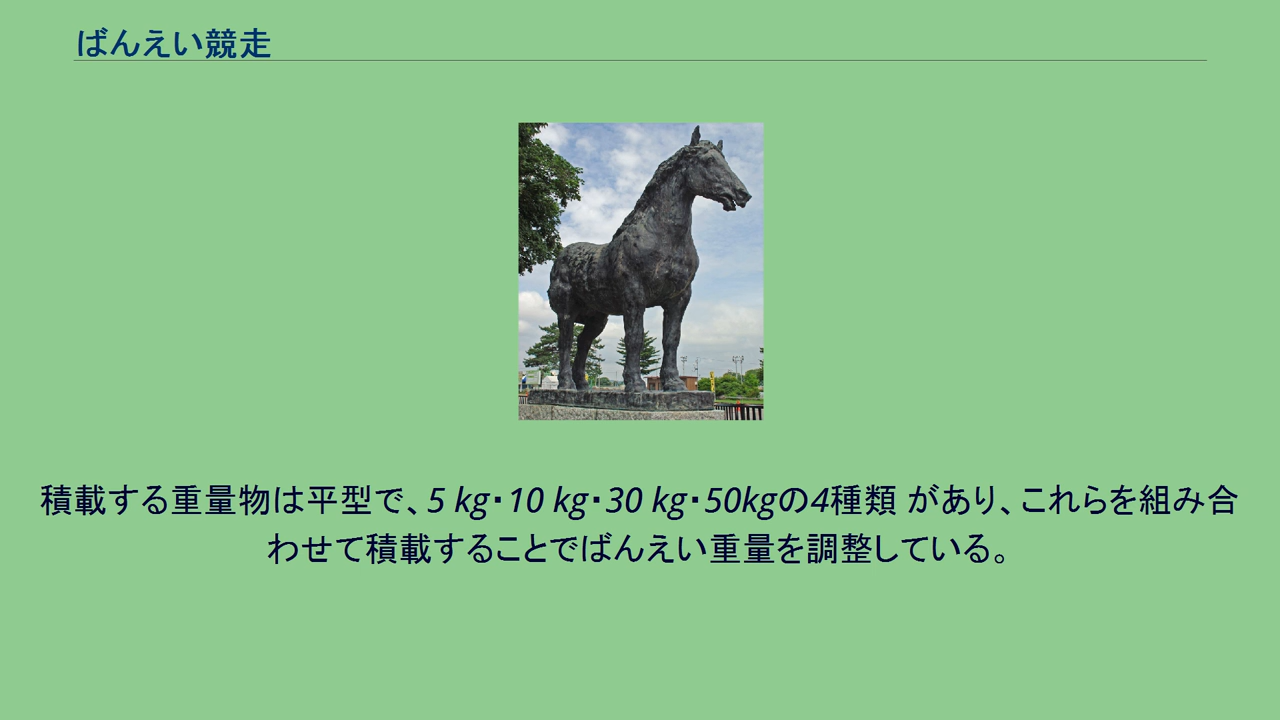 ばんえい競走
積載する重量物は平型で、5 kg・10 kg・30 kg・50kgの4種類 があり、これらを組み合
わせて積載することでばんえい重量を調整している。